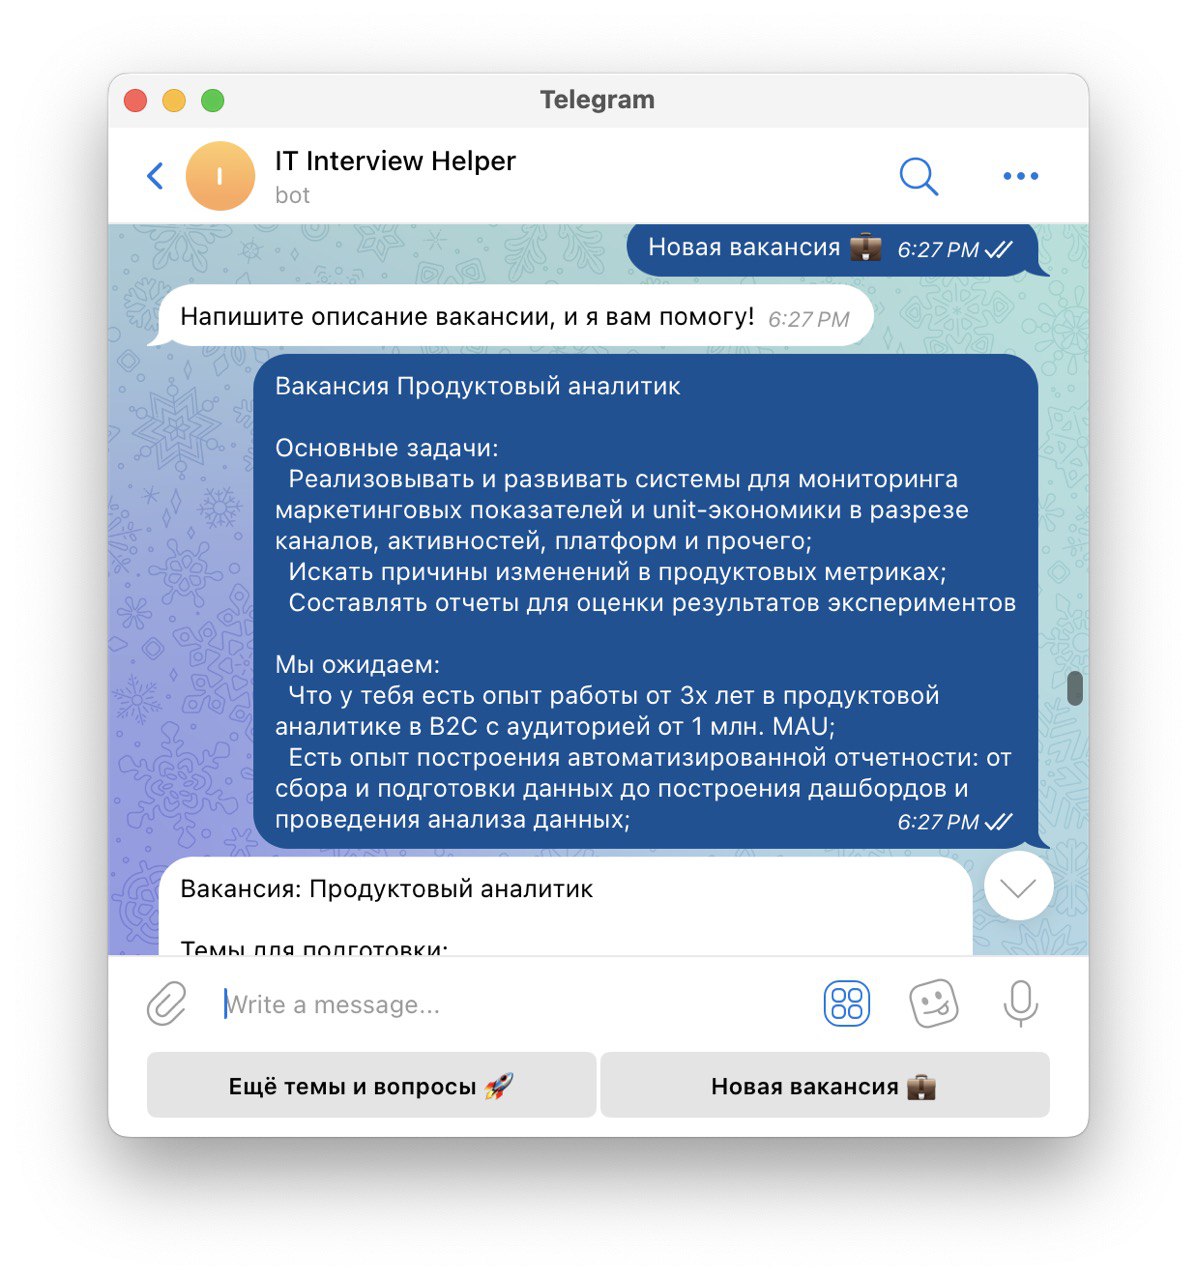 Telegram
I
IT Interview Helper
bot
Новая вакансия 💼 6:27 PM
Напишите описание вакансии, и я вам помогу! 6:27 PM
Вакансия Продуктовый аналитик
Основные задачи:
Реализовывать и развивать системы для мониторинга
маркетинговых показателей и unit-экономики в разрезе
каналов, активностей, платформ и прочего;
Искать причины изменений в продуктовых метриках;
Составлять отчеты для оценки результатов экспериментов
Мы ожидаем:
Что у тебя есть опыт работы от 3х лет в продуктовой
аналитике в B2C с аудиторией от 1 млн. MAU;
Есть опыт построения автоматизированной отчетности: от
сбора и подготовки данных до построения дашбордов и
проведения анализа данных; 6:27 PM
Вакансия: Продуктовый аналитик
Темы для подготовки:
Write a message...
Ещё темы и вопросы 🚀
Новая вакансия 💼